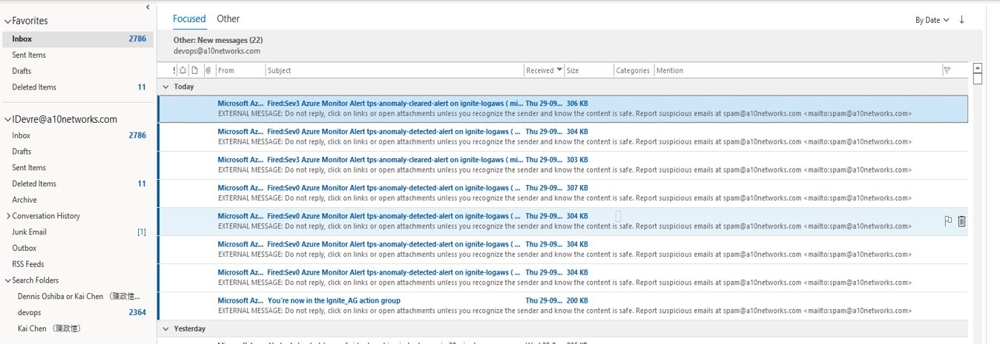 Favorites
Inbox 2786
Sent Items
Drafts
Deleted Items 11
IDevre@a10networks.com
Inbox 2786
Drafts
Sent Items
Deleted Items 11
Archive
Conversation History
Junk Email [1]
Outbox
RSS Feeds
Search Folders
Dennis Oshiba or Kai Chen （陳政愷...
devops 2364
Kai Chen （陳政愷）
Focused Other
By Date
Other: New messages (22)
devops@a10networks.com
! From Subject Received Size Categories Mention
Today
Microsoft Az... Fired:Sev3 Azure Monitor Alert tps-anomaly-cleared-alert on ignite-logaws ( mi... Thu 29-09... 306 KB
EXTERNAL MESSAGE: Do not reply, click on links or open attachments unless you recognize the sender and know the content is safe. Report suspicious emails at spam@a10networks.com <mailto:spam@a10networks.com>
Microsoft Az... Fired:Sev0 Azure Monitor Alert tps-anomaly-detected-alert on ignite-logaws ( ... Thu 29-09... 304 KB
EXTERNAL MESSAGE: Do not reply, click on links or open attachments unless you recognize the sender and know the content is safe. Report suspicious emails at spam@a10networks.com <mailto:spam@a10networks.com>
Microsoft Az... Fired:Sev3 Azure Monitor Alert tps-anomaly-cleared-alert on ignite-logaws ( mi... Thu 29-09... 303 KB
EXTERNAL MESSAGE: Do not reply, click on links or open attachments unless you recognize the sender and know the content is safe. Report suspicious emails at spam@a10networks.com <mailto:spam@a10networks.com>
Microsoft Az... Fired:Sev0 Azure Monitor Alert tps-anomaly-detected-alert on ignite-logaws ( ... Thu 29-09... 307 KB
EXTERNAL MESSAGE: Do not reply, click on links or open attachments unless you recognize the sender and know the content is safe. Report suspicious emails at spam@a10networks.com <mailto:spam@a10networks.com>
Microsoft Az... Fired:Sev0 Azure Monitor Alert tps-anomaly-detected-alert on ignite-logaws ( ... Thu 29-09... 304 KB
EXTERNAL MESSAGE: Do not reply, click on links or open attachments unless you recognize the sender and know the content is safe. Report suspicious emails at spam@a10networks.com <mailto:spam@a10networks.com>
Microsoft Az... Fired:Sev0 Azure Monitor Alert tps-anomaly-detected-alert on ignite-logaws ( ... Thu 29-09... 304 KB
EXTERNAL MESSAGE: Do not reply, click on links or open attachments unless you recognize the sender and know the content is safe. Report suspicious emails at spam@a10networks.com <mailto:spam@a10networks.com>
Microsoft Az... Fired:Sev0 Azure Monitor Alert tps-anomaly-detected-alert on ignite-logaws ( ... Thu 29-09... 304 KB
EXTERNAL MESSAGE: Do not reply, click on links or open attachments unless you recognize the sender and know the content is safe. Report suspicious emails at spam@a10networks.com <mailto:spam@a10networks.com>
Microsoft Az... You're now in the Ignite_AG action group Thu 29-09... 200 KB
EXTERNAL MESSAGE: Do not reply, click on links or open attachments unless you recognize the sender and know the content is safe. Report suspicious emails at spam@a10networks.com <mailto:spam@a10networks.com>
Yesterday